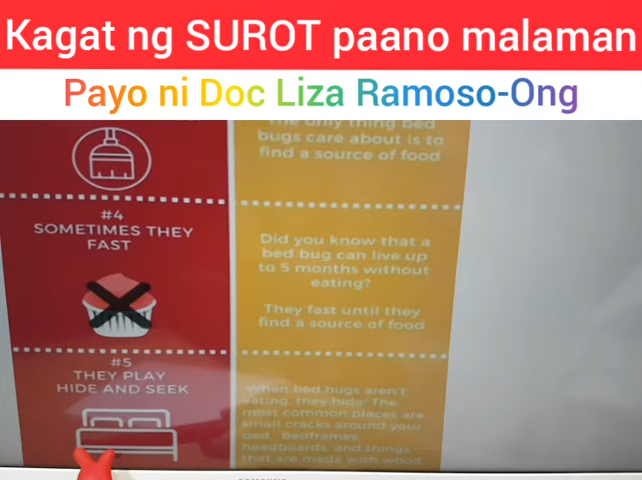 Kagat ng SUROT paano malaman
Payo ni Doc Liza Ramoso-Ong
The only thing bed
bugs care about is to
find a source of food
#4
SOMETIMES THEY
FAST
Did you know that a
bed bug can live up
to 5 months without
eating?
They fast until they
find a source of food
#5
THEY PLAY
HIDE AND SEEK
When bed bugs aren't
eating, they hide! The
most common places are
small cracks around your
bed. Bedframes,
headboards, and things
that are made with wood
SAMSUNG